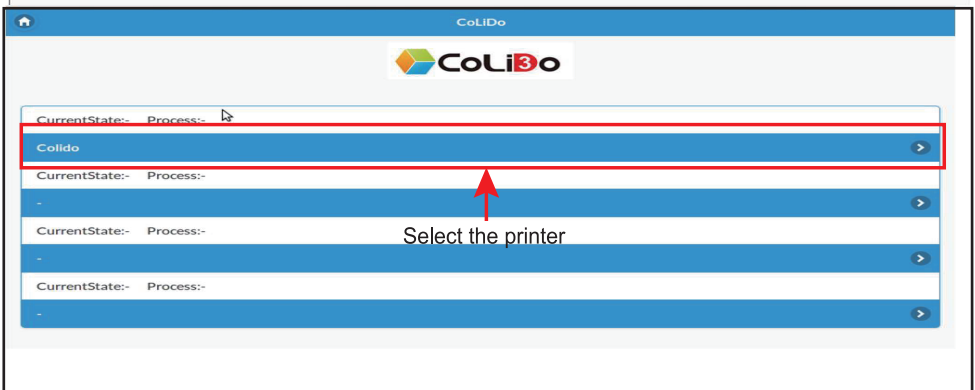 CoLiDo
CoLiDo
CurrentState:- Process:-
Colido
CurrentState:- Process:-
-
Select the printer
CurrentState:- Process:-
-
CurrentState:- Process:-
-